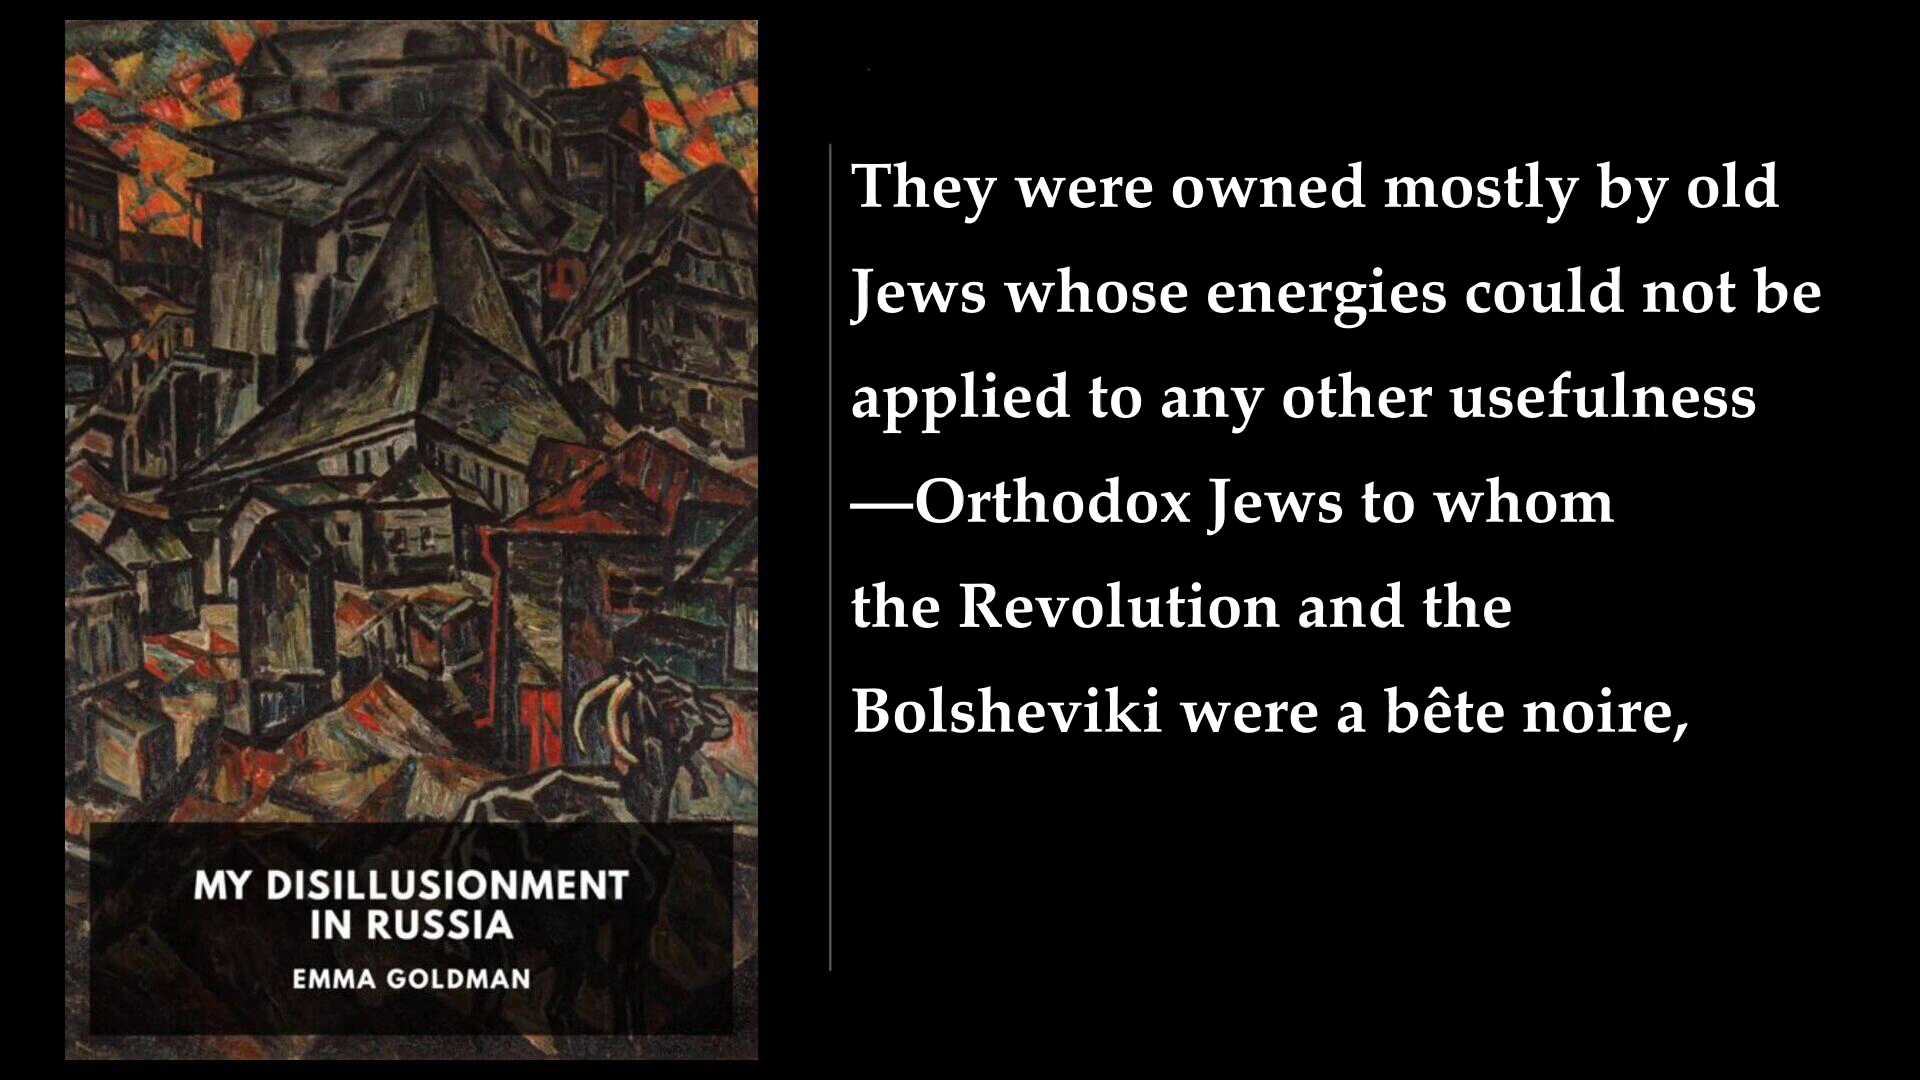 They were owned mostly by old
Jews whose energies could not be
applied to any other usefulness
—Orthodox Jews to whom
the Revolution and the
Bolsheviki were a bête noire,
MY DISILLUSIONMENT
IN RUSSIA
EMMA GOLDMAN